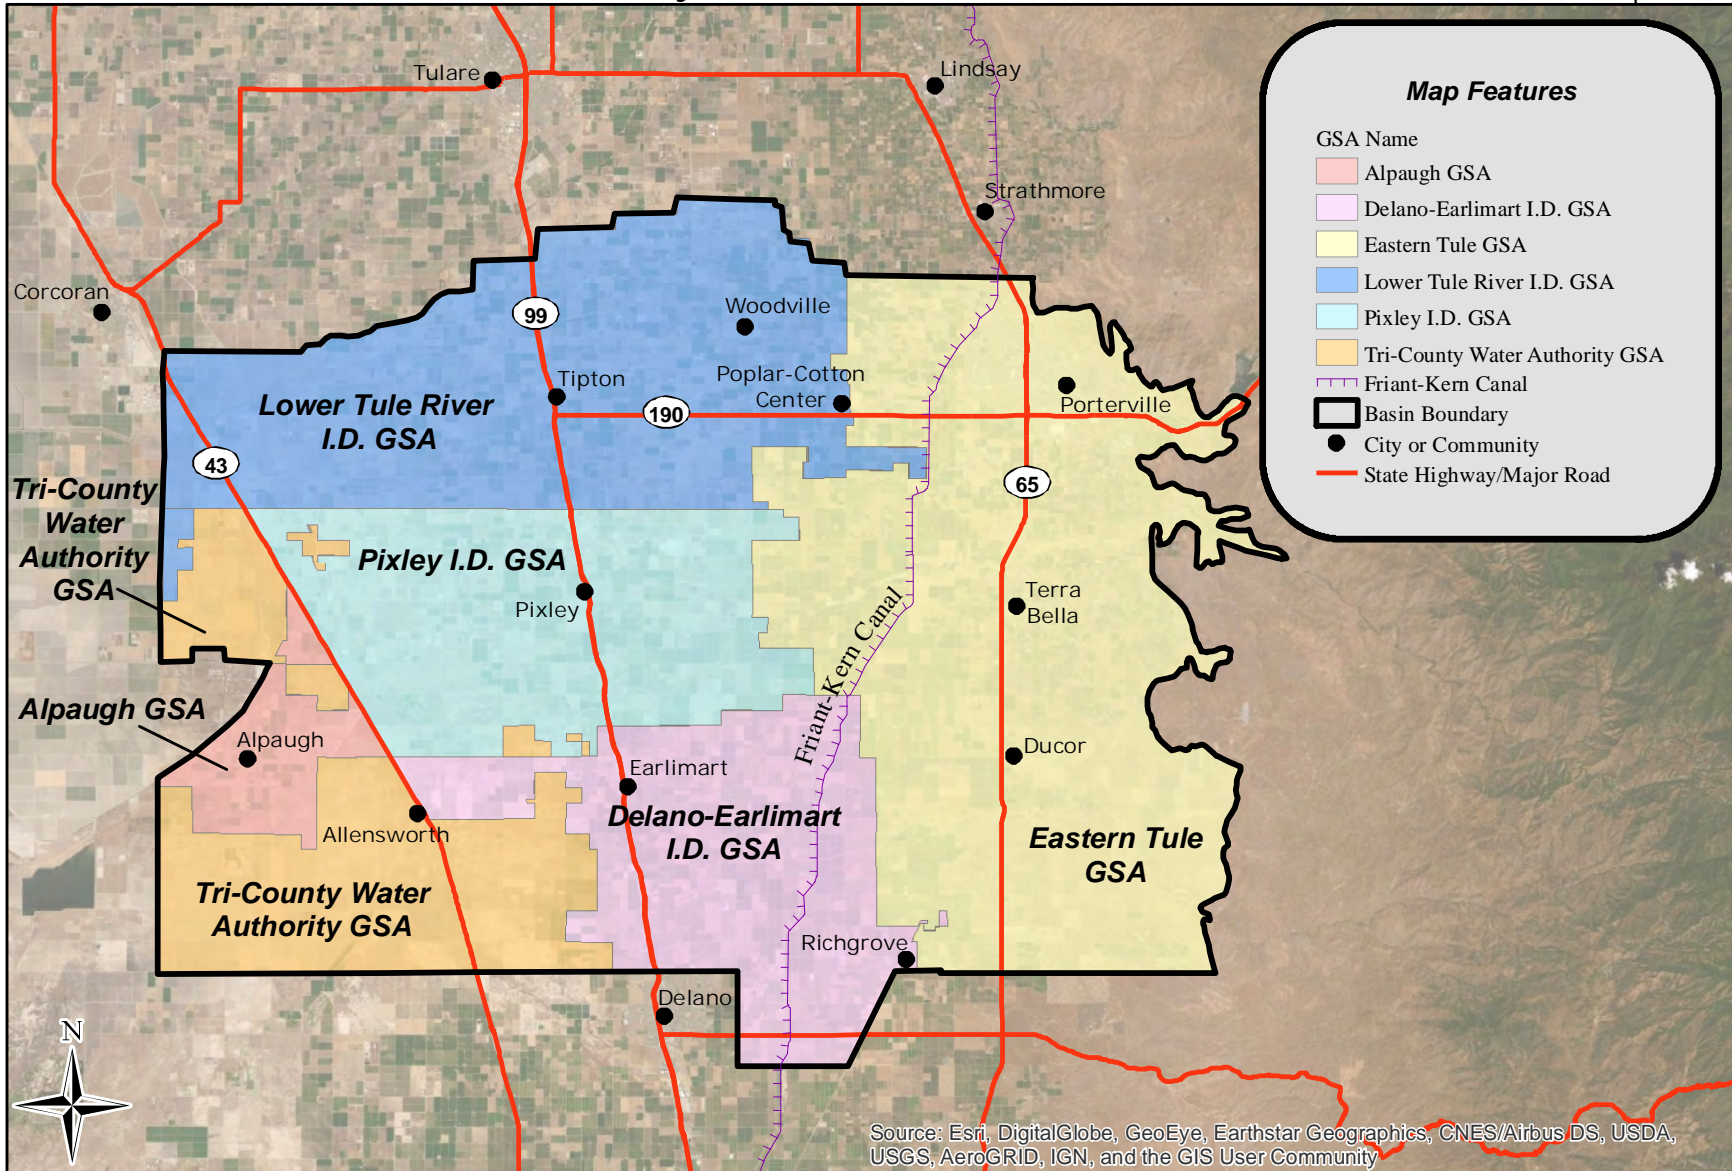 Tulare
Lindsay
Strathmore
Corcoran
99
Woodville
Tipton
Poplar-Cotton
Center
190
Porterville
Lower Tule River
I.D. GSA
43
65
Tri-County
Water
Authority
GSA
Pixley I.D. GSA
Pixley
Terra
Bella
Friant-Kern Canal
Alpaugh GSA
Alpaugh
Ducor
Earlimart
Allensworth
Delano-Earlimart
I.D. GSA
Eastern Tule
GSA
Tri-County Water
Authority GSA
Richgrove
Delano
N
Map Features
GSA Name
Alpaugh GSA
Delano-Earlimart I.D. GSA
Eastern Tule GSA
Lower Tule River I.D. GSA
Pixley I.D. GSA
Tri-County Water Authority GSA
Friant-Kern Canal
Basin Boundary
City or Community
State Highway/Major Road
Source: Esri, DigitalGlobe, GeoEye, Earthstar Geographics, CNES/Airbus DS, USDA,
USGS, AeroGRID, IGN, and the GIS User Community